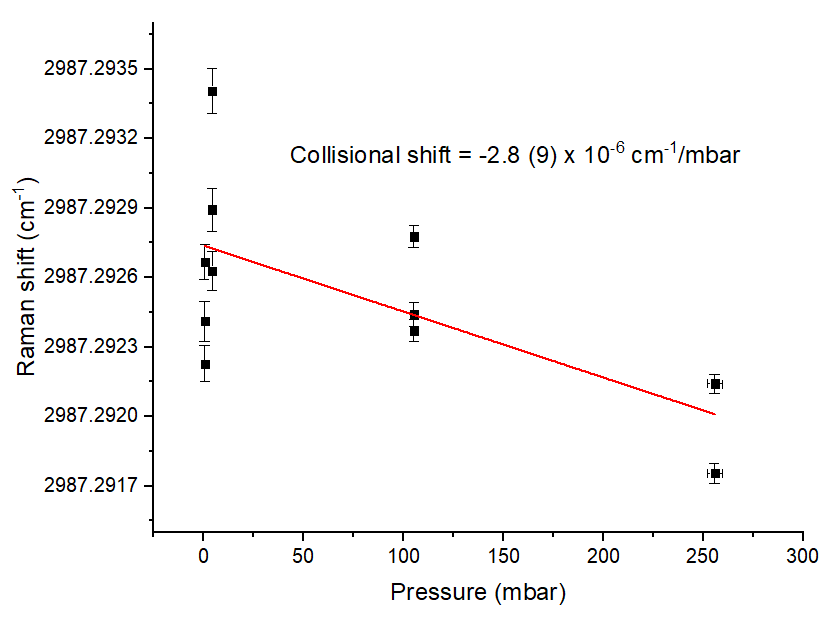 2987.2935
2987.2932
Collisional shift = -2.8 (9) x 10⁻⁶ cm⁻¹/mbar
2987.2929
2987.2926
2987.2923
2987.2920
2987.2917
Raman shift (cm⁻¹)
0 50 100 150 200 250 300
Pressure (mbar)